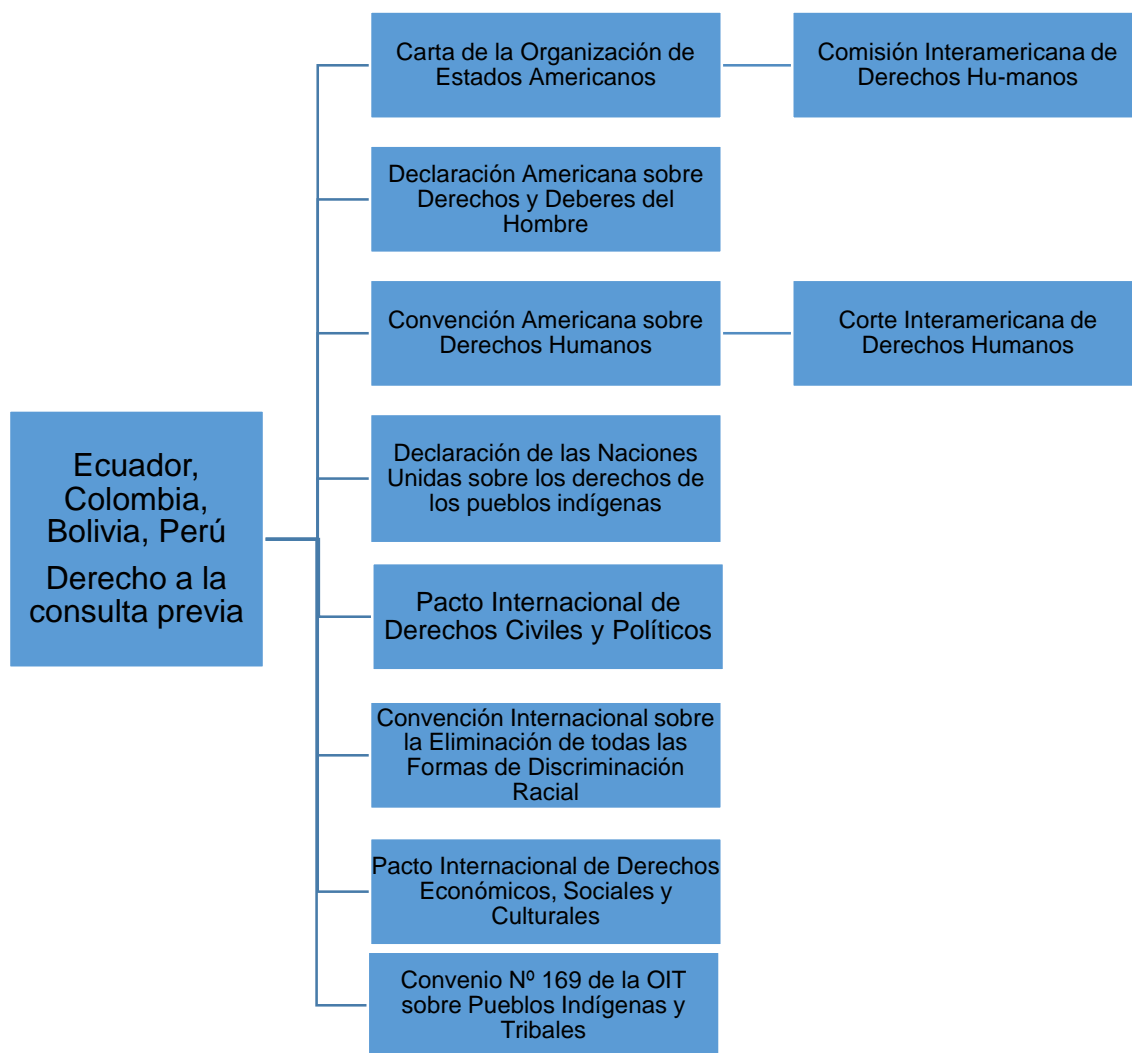 Carta de la Organización de
Estados Americanos
Comisión Interamericana de
Derechos Hu-manos
Declaración Americana sobre
Derechos y Deberes del
Hombre
Convención Americana sobre
Derechos Humanos
Corte Interamericana de
Derechos Humanos
Ecuador,
Colombia,
Bolivia, Perú
Derecho a la
consulta previa
Declaración de las Naciones
Unidas sobre los derechos de
los pueblos indígenas
Pacto Internacional de
Derechos Civiles y Políticos
Convención Internacional sobre
la Eliminación de todas las
Formas de Discriminación
Racial
Pacto Internacional de Derechos
Económicos, Sociales y
Culturales
Convenio Nº 169 de la OIT
sobre Pueblos Indígenas y
Tribales